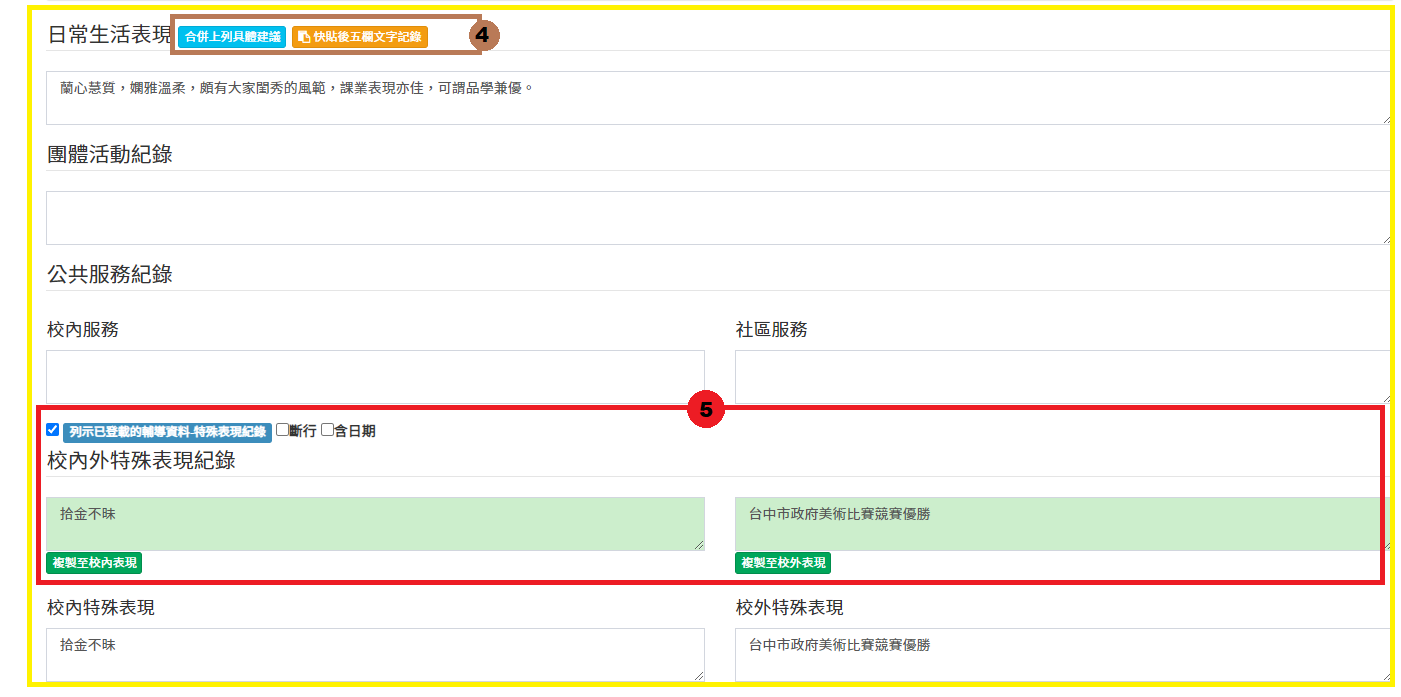 日常生活表現 合併上列具體建議 快貼後五欄文字記錄 4
蘭心慧質，嫻雅溫柔，頗有大家閨秀的風範，課業表現亦佳，可謂品學兼優。
團體活動紀錄
公共服務紀錄
校內服務 社區服務
5
列示已登載的輔導資料-特殊表現紀錄 斷行 含日期
校內外特殊表現紀錄
拾金不昧 台中市政府美術比賽競賽優勝
複製至校內表現 複製至校外表現
校內特殊表現 校外特殊表現
拾金不昧 台中市政府美術比賽競賽優勝